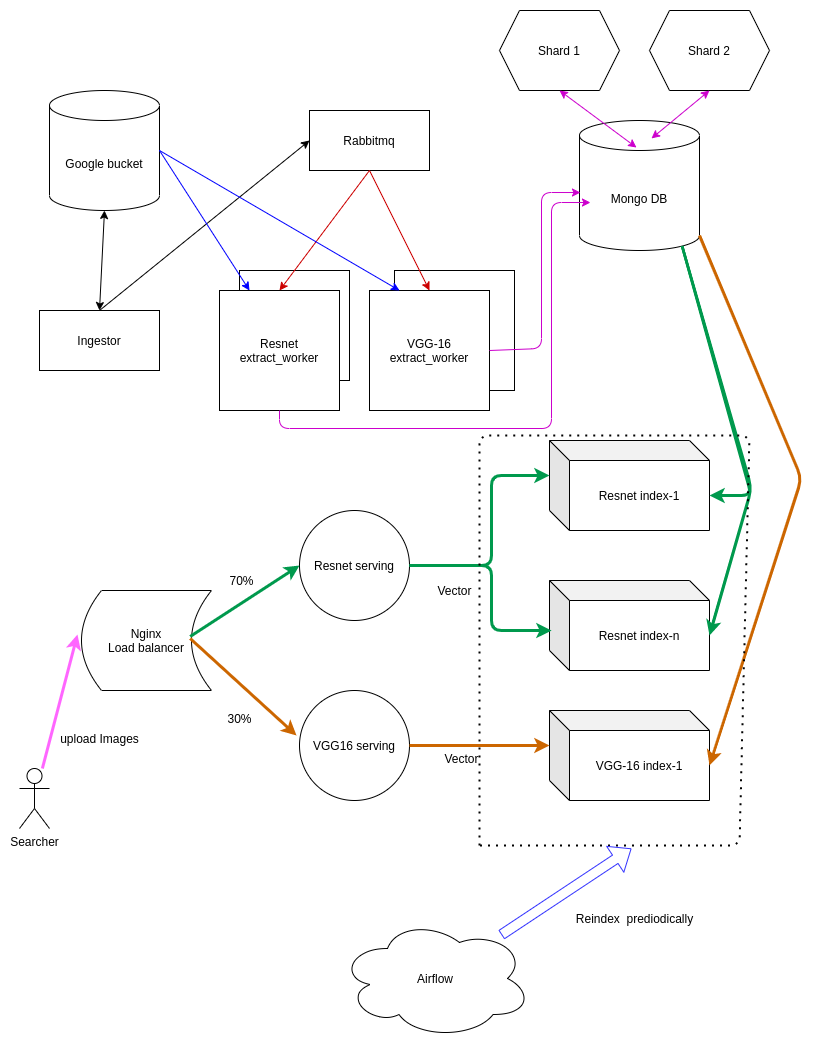 Shard 1
Shard 2
Google bucket
Rabbitmq
Mongo DB
Ingestor
Resnet
extract_worker
VGG-16
extract_worker
Resnet index-1
70%
Resnet serving
Vector
Nginx
Load balancer
Resnet index-n
30%
upload Images
VGG16 serving
Vector
VGG-16 index-1
Searcher
Reindex prediodically
Airflow